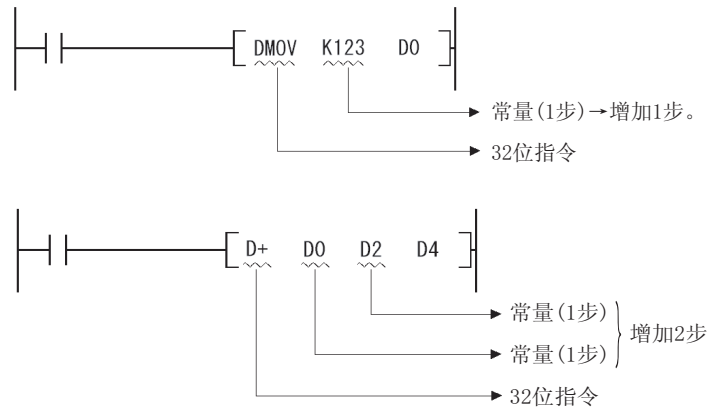 DMOV K123 D0
常量(1步)→增加1步。
32位指令
D+ D0 D2 D4
常量(1步)
增加2步
常量(1步)
32位指令